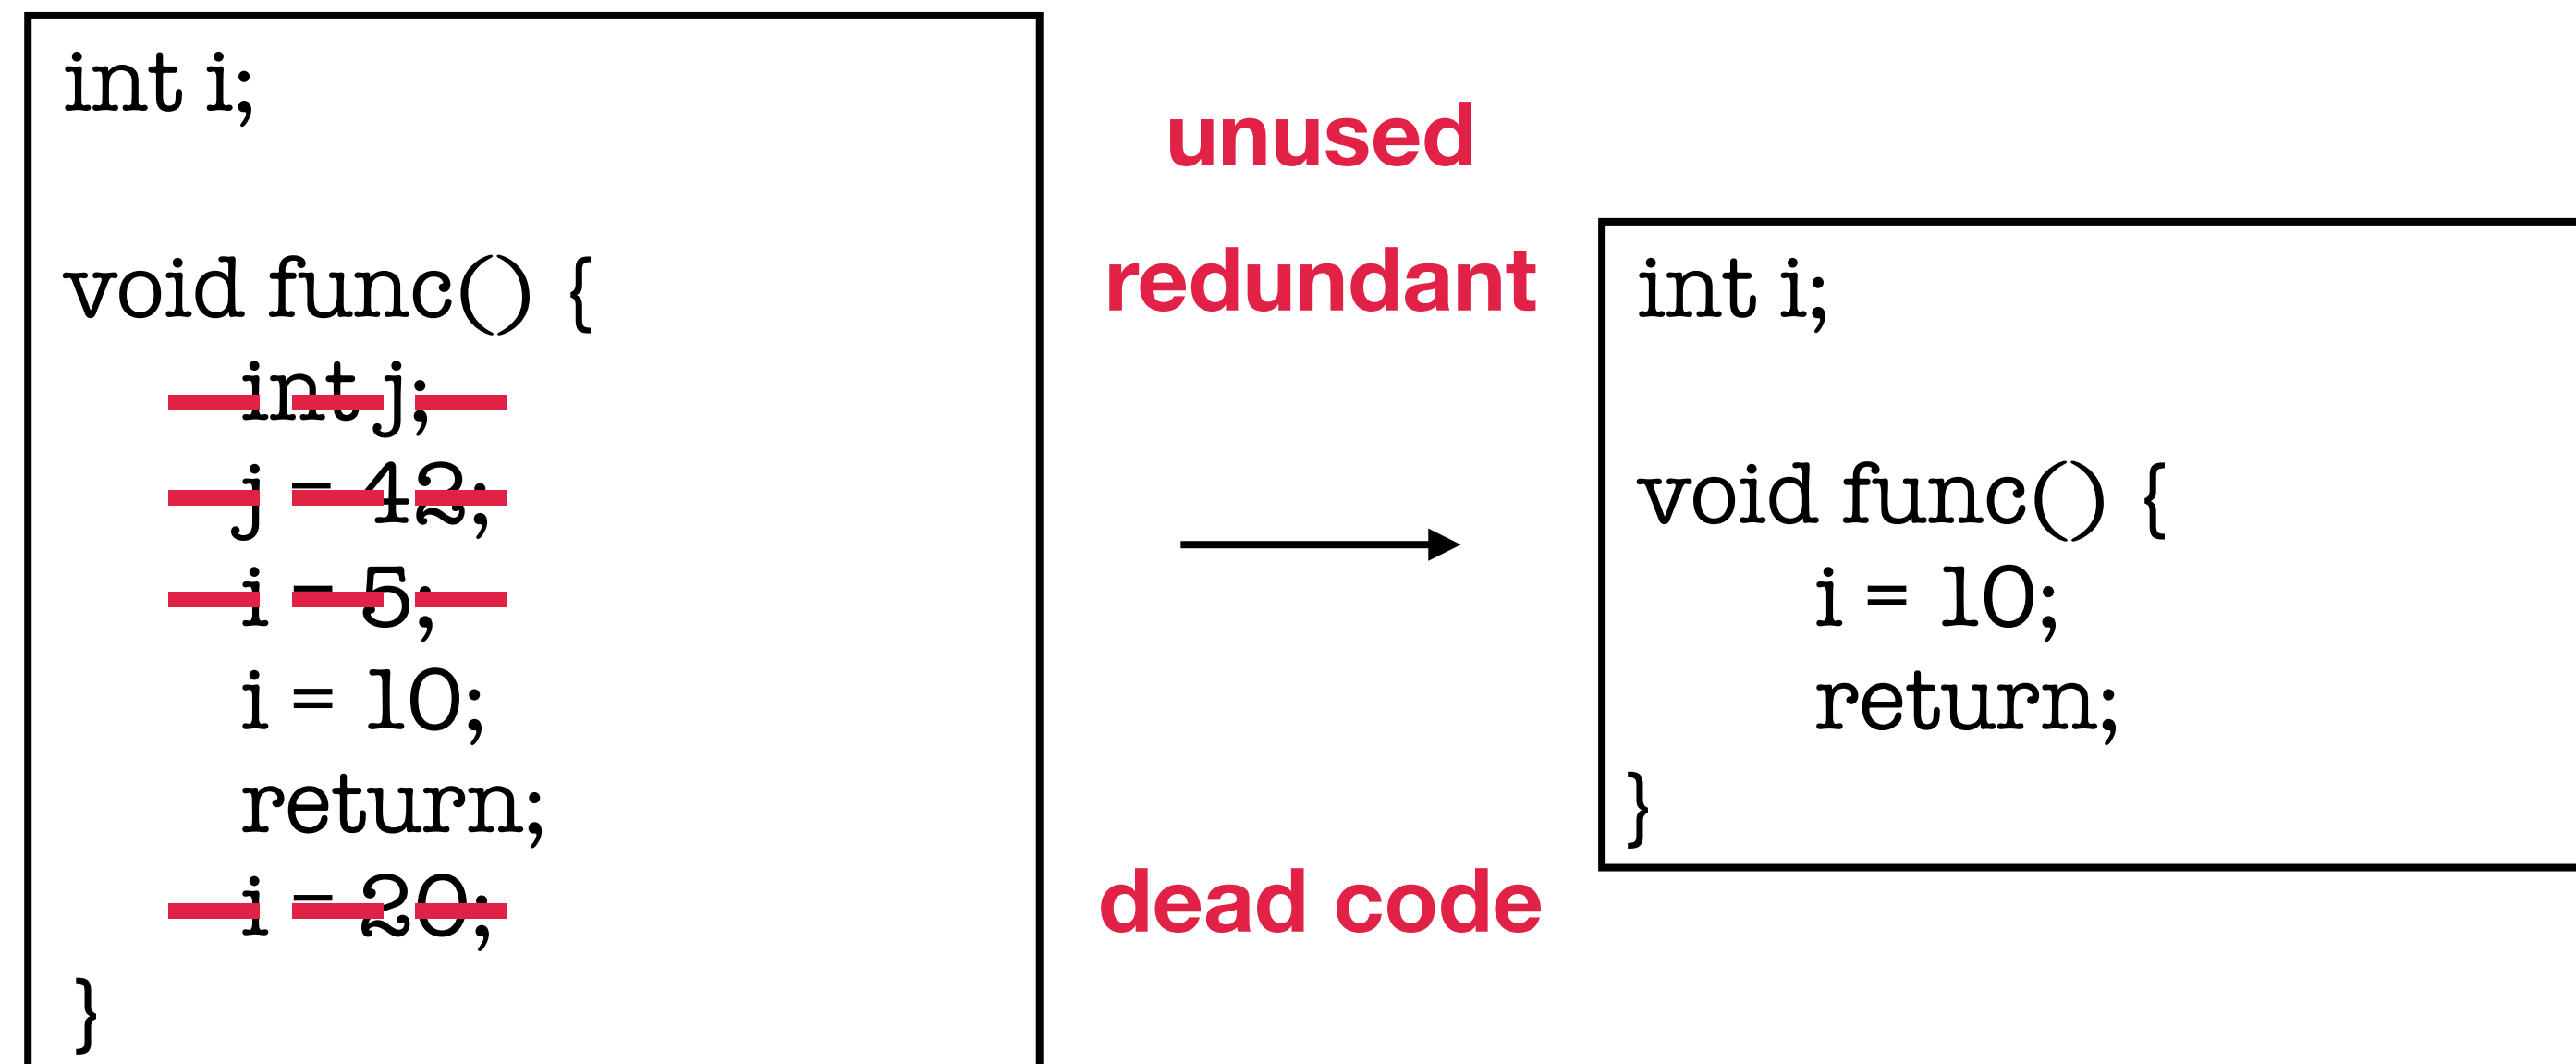 int i;
void func() {
int j;
j = 42;
i = 5;
i = 10;
return;
i = 20;
}
unused
redundant
dead code
int i;
void func() {
i = 10;
return;
}